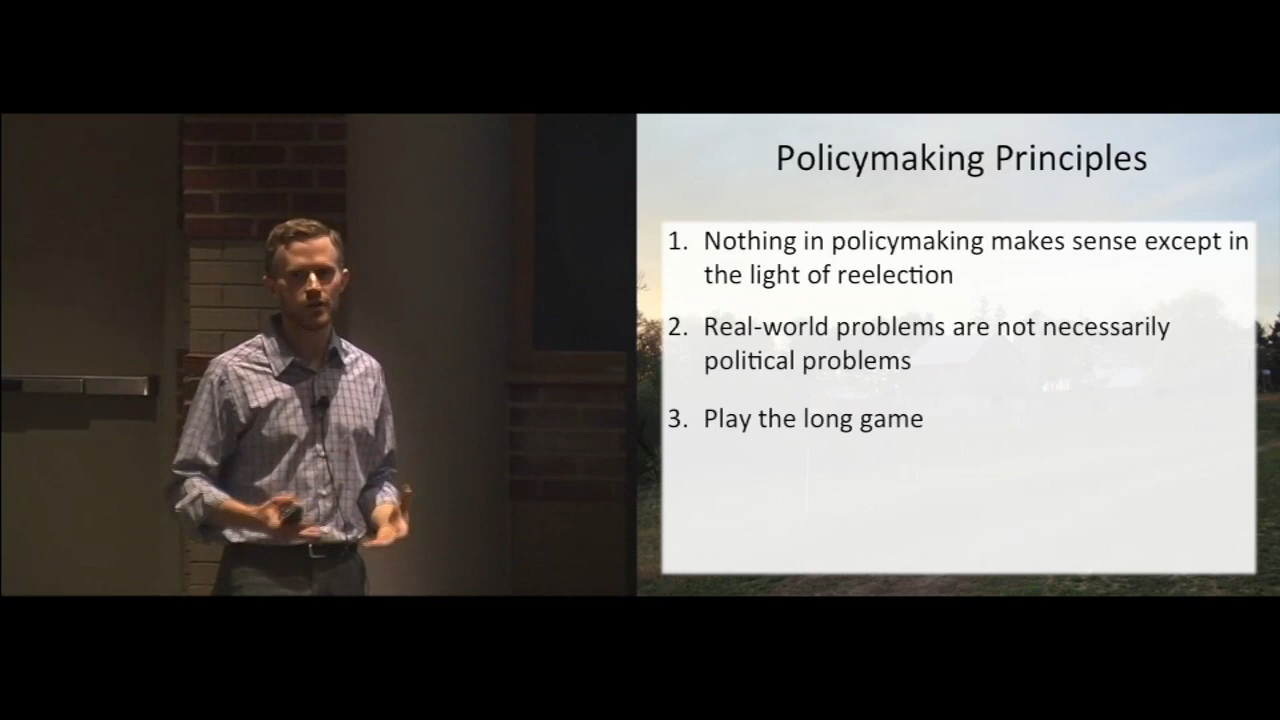 Policymaking Principles
1. Nothing in policymaking makes sense except in
the light of reelection
2. Real-world problems are not necessarily
political problems
3. Play the long game